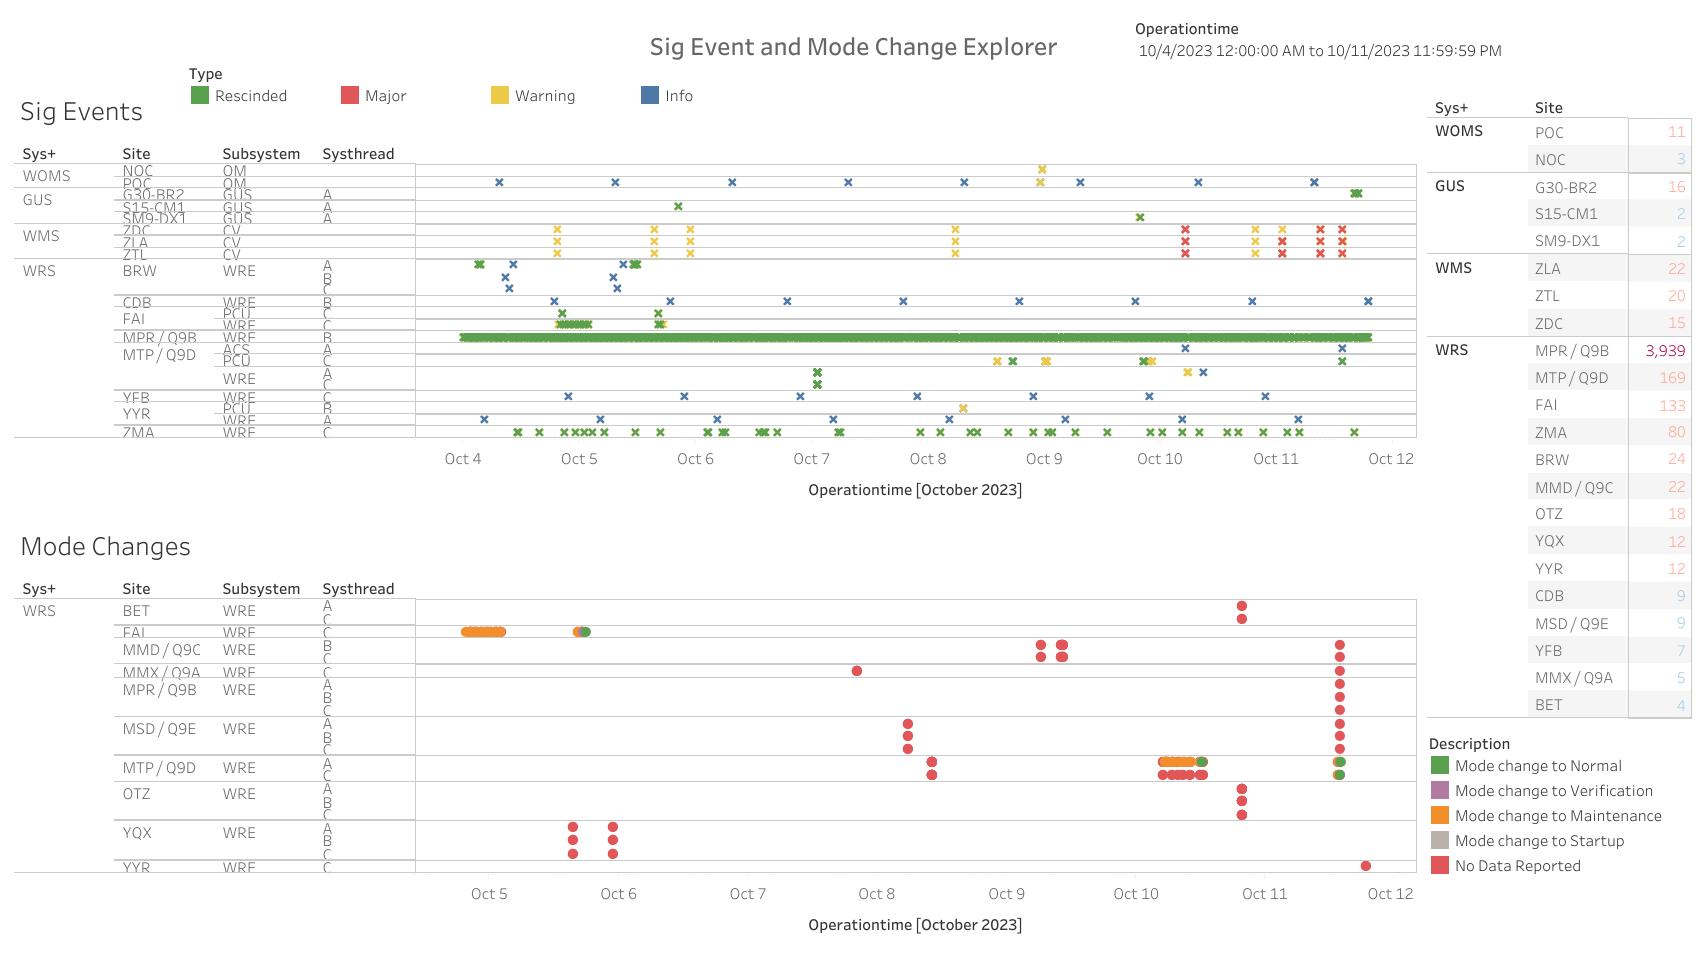 Sig Event and Mode Change Explorer
Operationtime
10/4/2023 12:00:00 AM to 10/11/2023 11:59:59 PM
Type
Rescinded Major Warning Info
Sig Events
Sys+ Site Subsystem Systhread
WOMS NOC OM
POC OM
GUS G30-BR2 GUS A
S15-CM1 GUS A
SM9-DX1 GUS A
WMS ZDC CV
ZLA CV
ZTL CV
WRS BRW WRE A
B
C
CDB WRE B
FAI PCU C
WRE C
MPR / Q9B WRE B
MTP / Q9D ACS A
PCU C
WRE A
C
YFB WRE C
YYR PCU B
WRE A
ZMA WRE C
Oct 4 Oct 5 Oct 6 Oct 7 Oct 8 Oct 9 Oct 10 Oct 11 Oct 12
Operationtime [October 2023]
Mode Changes
Sys+ Site Subsystem Systhread
WRS BET WRE A
C
FAI WRE C
MMD / Q9C WRE B
C
MMX / Q9A WRE C
MPR / Q9B WRE A
B
C
MSD / Q9E WRE A
B
C
MTP / Q9D WRE A
C
OTZ WRE A
B
C
YQX WRE A
B
C
YYR WRE C
Oct 5 Oct 6 Oct 7 Oct 8 Oct 9 Oct 10 Oct 11 Oct 12
Operationtime [October 2023]
Sys+ Site
WOMS POC 11
NOC 3
GUS G30-BR2 16
S15-CM1 2
SM9-DX1 2
WMS ZLA 22
ZTL 20
ZDC 15
WRS MPR / Q9B 3,939
MTP / Q9D 169
FAI 133
ZMA 80
BRW 24
MMD / Q9C 22
OTZ 18
YQX 12
YYR 12
CDB 9
MSD / Q9E 9
YFB 7
MMX / Q9A 5
BET 4
Description
Mode change to Normal
Mode change to Verification
Mode change to Maintenance
Mode change to Startup
No Data Reported